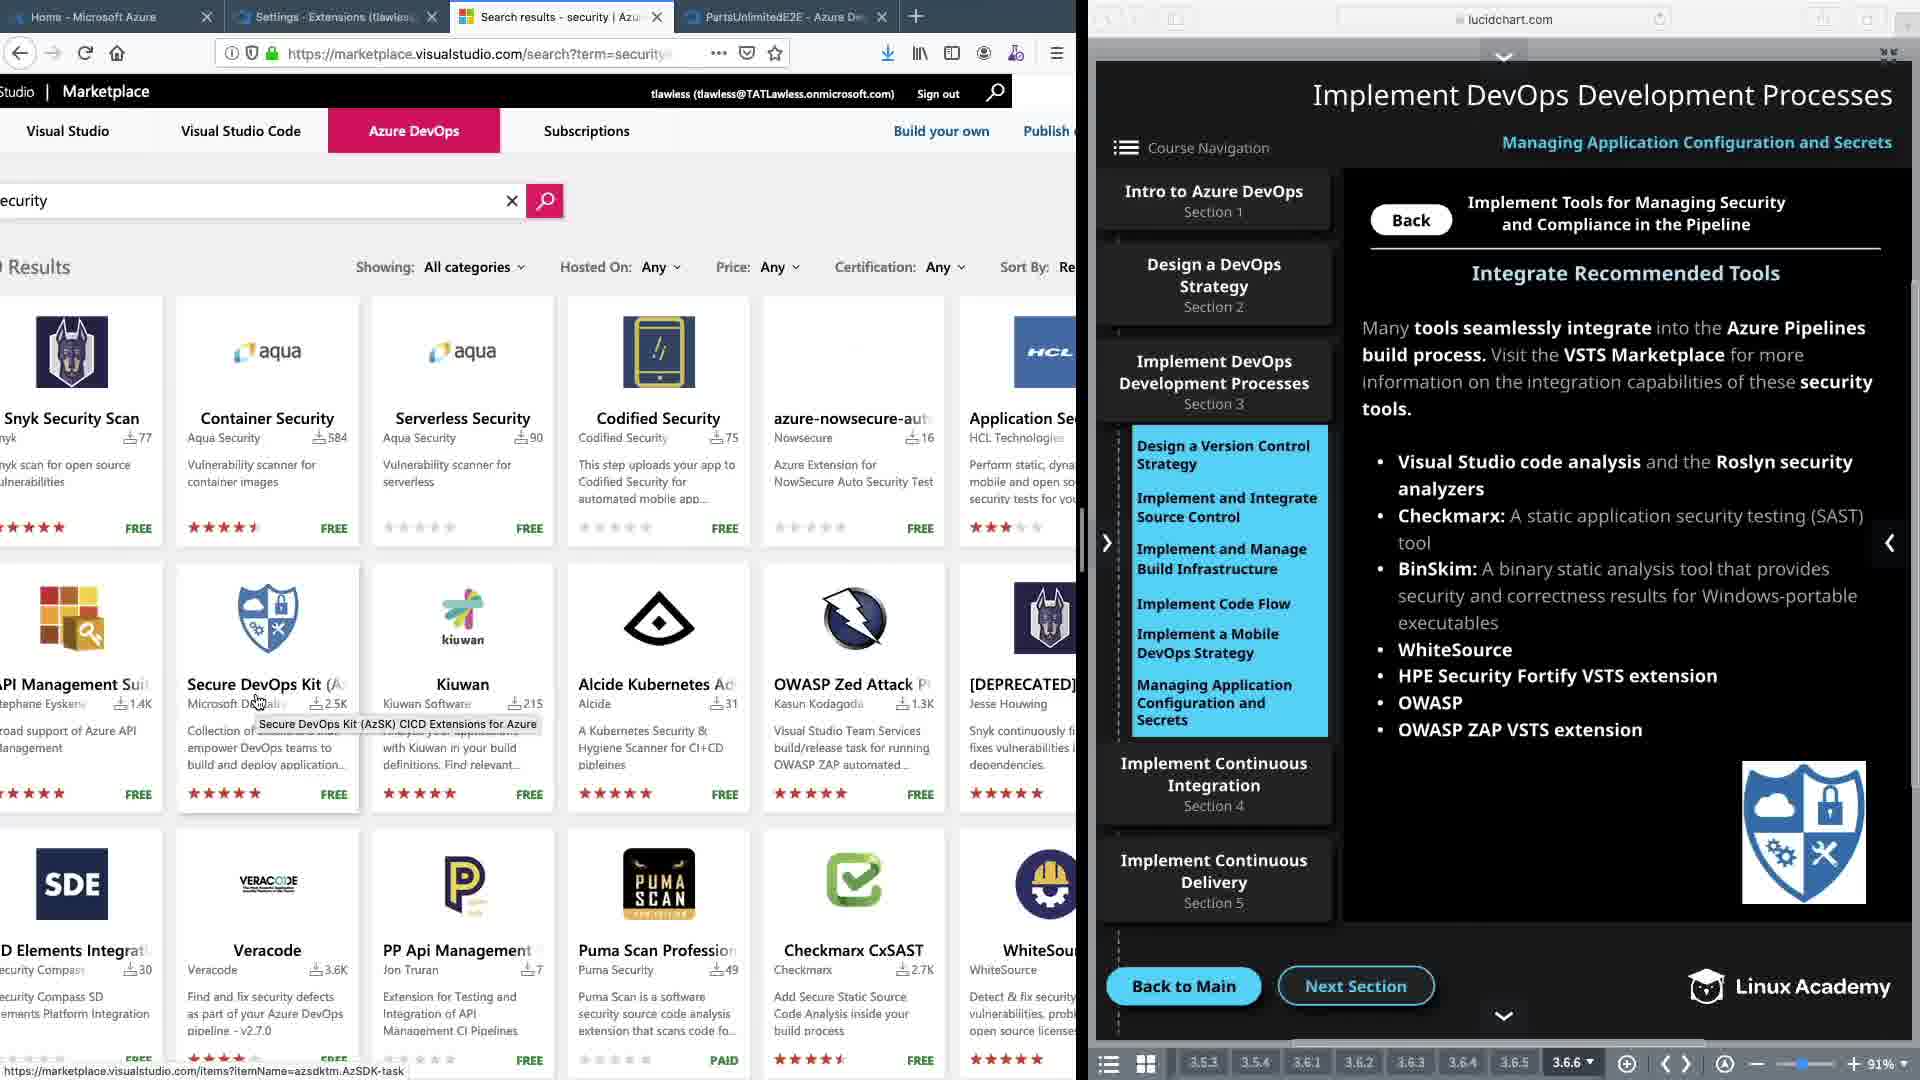 Home - Microsoft Azure
Settings · Extensions (tlawless
Search results - security | Azu
PartsUnlimitedE2E - Azure De
https://marketplace.visualstudio.com/search?term=security
Studio | Marketplace
tlawless (tlawless@TATLawless.onmicrosoft.com)
Sign out
Visual Studio
Visual Studio Code
Azure DevOps
Subscriptions
Build your own
Publish
ecurity
Results
Showing: All categories
Hosted On: Any
Price: Any
Certification: Any
Sort By: Re
Snyk Security Scan
nyk 77
nyk scan for open source
ulnerabilities
FREE
aqua
Container Security
Aqua Security 584
Vulnerability scanner for
container images
FREE
aqua
Serverless Security
Aqua Security 90
Vulnerability scanner for
serverless
FREE
Codified Security
Codified Security 75
This step uploads your app to
Codified Security for
automated mobile app...
FREE
azure-nowsecure-aut
Nowsecure 16
Azure Extension for
NowSecure Auto Security Test
FREE
HCL
Application Se
HCL Technologies
Perform static, dyna
mobile and open so
security tests for yo
API Management Suit
tephane Eysken 1.4K
road support of Azure API
Management
FREE
Secure DevOps Kit (A
Microsoft D 2.5K
Secure DevOps Kit (AzSK) CICD Extensions for Azure
Collection of
empower DevOps teams to
build and deploy application...
FREE
kiuwan
Kiuwan
Kiuwan Software 215
with Kiuwan in your build
definitions. Find relevant...
FREE
Alcide Kubernetes Ad
Alcide 31
A Kubernetes Security &
Hygiene Scanner for CI+CD
pipleines
FREE
OWASP Zed Attack P
Kasun Kodagoda 1.3K
Visual Studio Team Services
build/release task for running
OWASP ZAP automated...
FREE
[DEPRECATED]
Jesse Houwing
Snyk continuously fi
fixes vulnerabilities i
dependencies.
SDE
D Elements Integrat
ecurity Compass 30
ecurity Compass SD
ements Platform Integration
FREE
VERACODE
Veracode
Veracode 3.6K
Find and fix security defects
as part of your Azure DevOps
pipeline - v2.7.0
FREE
PP Api Management
Jon Truran 7
Extension for Testing and
Integration of API
Management CI Pipelines
FREE
PUMA
SCAN
Puma Scan Profession
Puma Security 49
Puma Scan is a software
security source code analysis
extension that scans code fo...
PAID
Checkmarx CxSAST
Checkmarx 2.7K
Add Secure Static Source
Code Analysis inside your
build process
FREE
WhiteSour
WhiteSource
Detect & fix security
vulnerabilities, prob
open source license
https://marketplace.visualstudio.com/items?itemName=azsdktm.AzSDK-task
lucidchart.com
Implement DevOps Development Processes
Managing Application Configuration and Secrets
Course Navigation
Intro to Azure DevOps
Section 1
Design a DevOps
Strategy
Section 2
Implement DevOps
Development Processes
Section 3
Design a Version Control
Strategy
Implement and Integrate
Source Control
Implement and Manage
Build Infrastructure
Implement Code Flow
Implement a Mobile
DevOps Strategy
Managing Application
Configuration and
Secrets
Implement Continuous
Integration
Section 4
Implement Continuous
Delivery
Section 5
Back to Main
Next Section
Back
Implement Tools for Managing Security
and Compliance in the Pipeline
Integrate Recommended Tools
Many tools seamlessly integrate into the Azure Pipelines
build process. Visit the VSTS Marketplace for more
information on the integration capabilities of these security
tools.
• Visual Studio code analysis and the Roslyn security
analyzers
• Checkmarx: A static application security testing (SAST)
tool
• BinSkim: A binary static analysis tool that provides
security and correctness results for Windows-portable
executables
• WhiteSource
• HPE Security Fortify VSTS extension
• OWASP
• OWASP ZAP VSTS extension
Linux Academy
3.5.3 3.5.4 3.6.1 3.6.2 3.6.3 3.6.4 3.6.5 3.6.6
91%